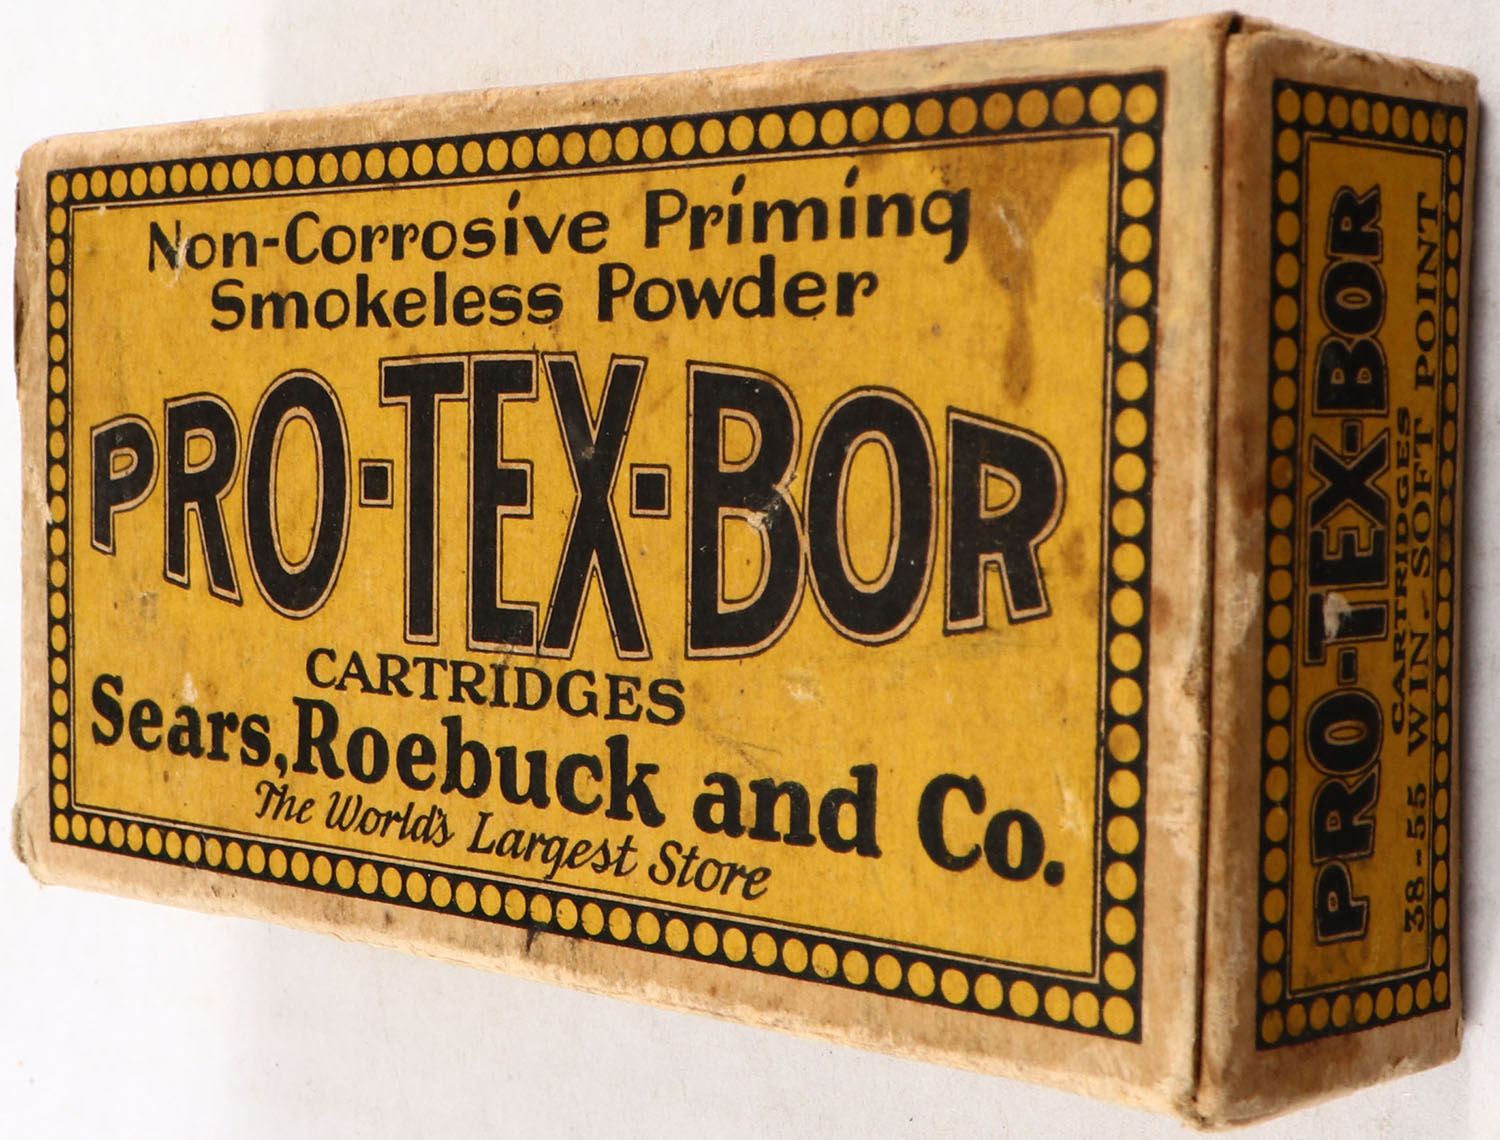 Non-Corrosive Priming
Smokeless Powder
PRO-TEX-BOR
CARTRIDGES
Sears, Roebuck and Co.
The World's Largest Store
PRO-TEX-BOR
CARTRIDGES
38-55 WIN-SOFT POINT